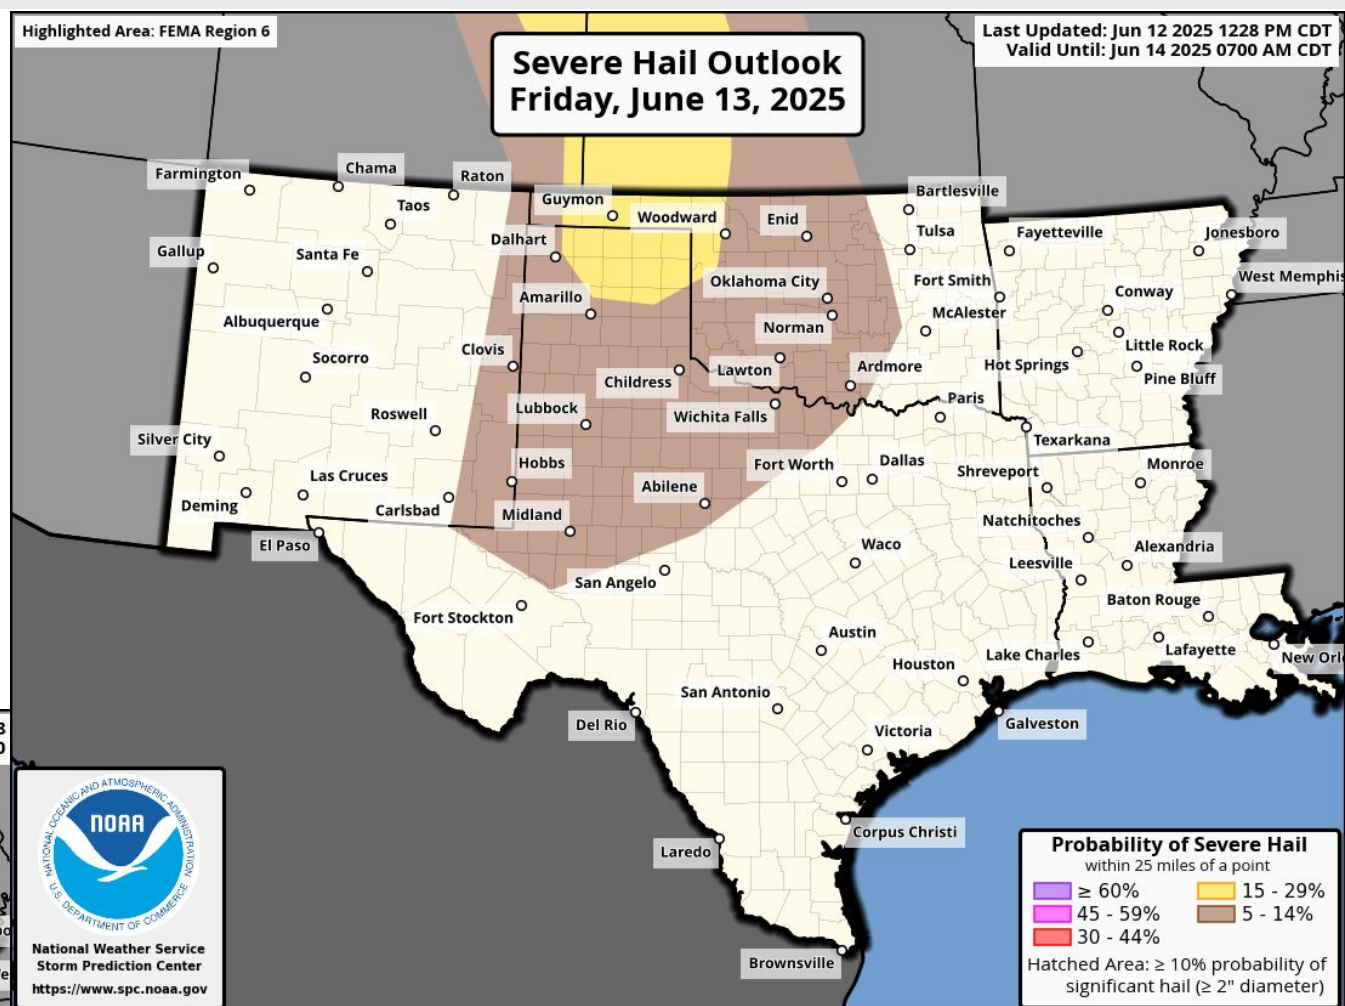 Highlighted Area: FEMA Region 6
Last Updated: Jun 12 2025 1228 PM CDT
Valid Until: Jun 14 2025 0700 AM CDT
Severe Hail Outlook
Friday, June 13, 2025
Farmington
Chama
Raton
Taos
Guymon
Woodward
Enid
Bartlesville
Tulsa
Fayetteville
Jonesboro
Gallup
Santa Fe
Dalhart
Oklahoma City
Fort Smith
West Memphis
Albuquerque
Amarillo
Norman
McAlester
Conway
Little Rock
Socorro
Clovis
Childress
Lawton
Ardmore
Hot Springs
Pine Bluff
Roswell
Lubbock
Wichita Falls
Paris
Silver City
Texarkana
Las Cruces
Hobbs
Fort Worth
Dallas
Shreveport
Monroe
Deming
Carlsbad
Midland
Abilene
Natchitoches
El Paso
Waco
Alexandria
San Angelo
Leesville
Fort Stockton
Baton Rouge
Austin
Lake Charles
Lafayette
New Orl
Houston
San Antonio
Del Rio
Galveston
Victoria
Corpus Christi
Laredo
Brownsville
8
0
NATIONAL OCEANIC AND ATMOSPHERIC ADMINISTRATION
NOAA
U.S. DEPARTMENT OF COMMERCE
National Weather Service
Storm Prediction Center
https://www.spc.noaa.gov
Probability of Severe Hail
within 25 miles of a point
≥ 60%
15 - 29%
45 - 59%
5 - 14%
30 - 44%
Hatched Area: ≥ 10% probability of
significant hail (≥ 2" diameter)